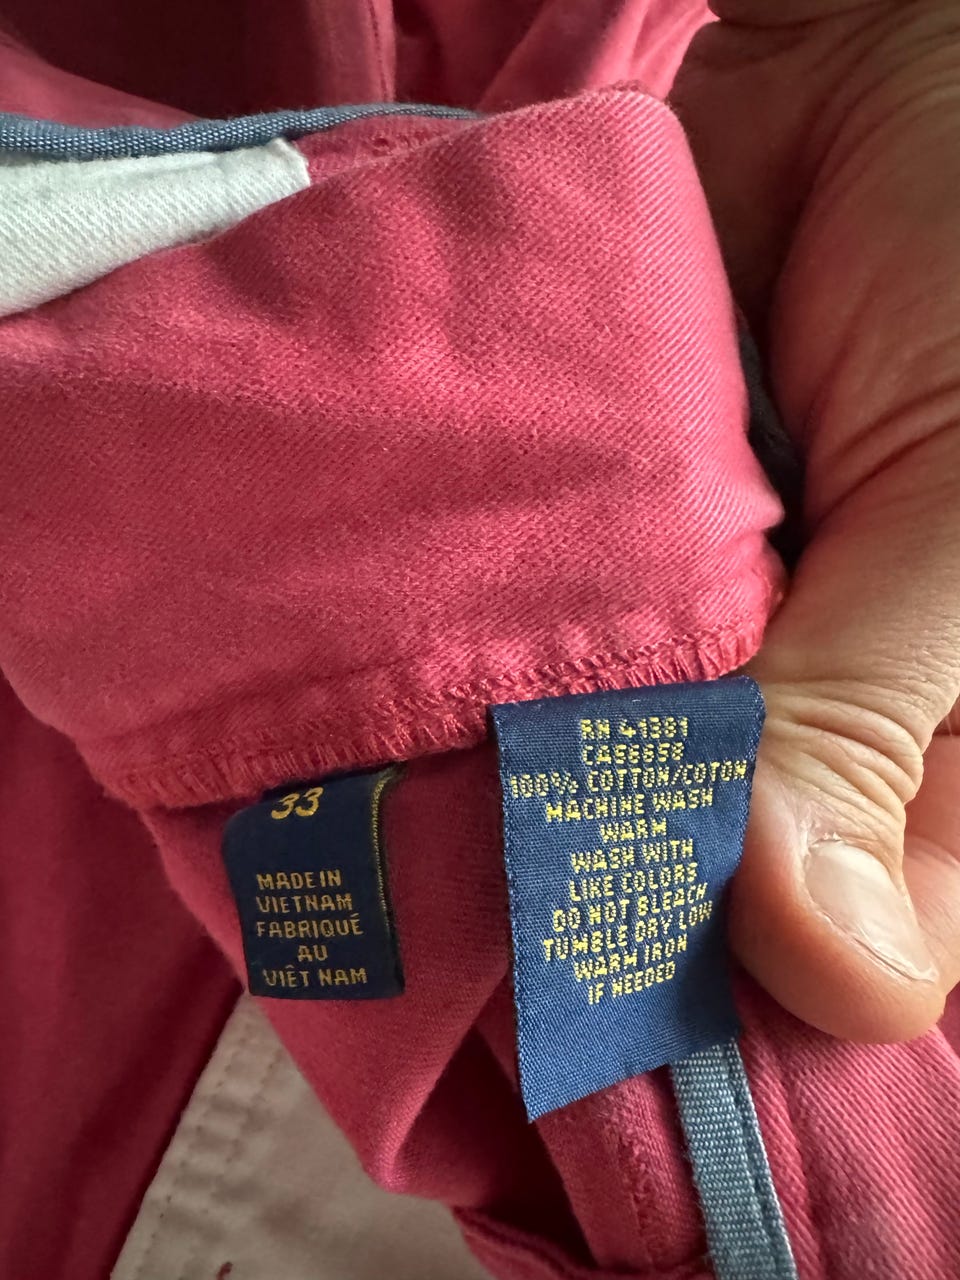 33
MADE IN
VIETNAM
FABRIQUÉ
AU
VIÊT NAM
RN 41381
CA56858
100% COTTON/COTON
MACHINE WASH
WARM
WASH WITH
LIKE COLORS
DO NOT BLEACH
TUMBLE DRY LOW
WARM IRON
IF NEEDED